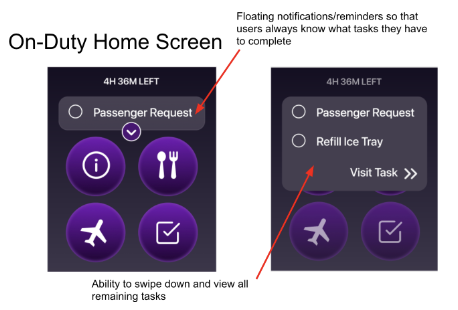 Floating notifications/reminders so that
users always know what tasks they have
to complete
On-Duty Home Screen
4H 36M LEFT
Passenger Request
4H 36M LEFT
Passenger Request
Refill Ice Tray
Visit Task
Ability to swipe down and view all
remaining tasks